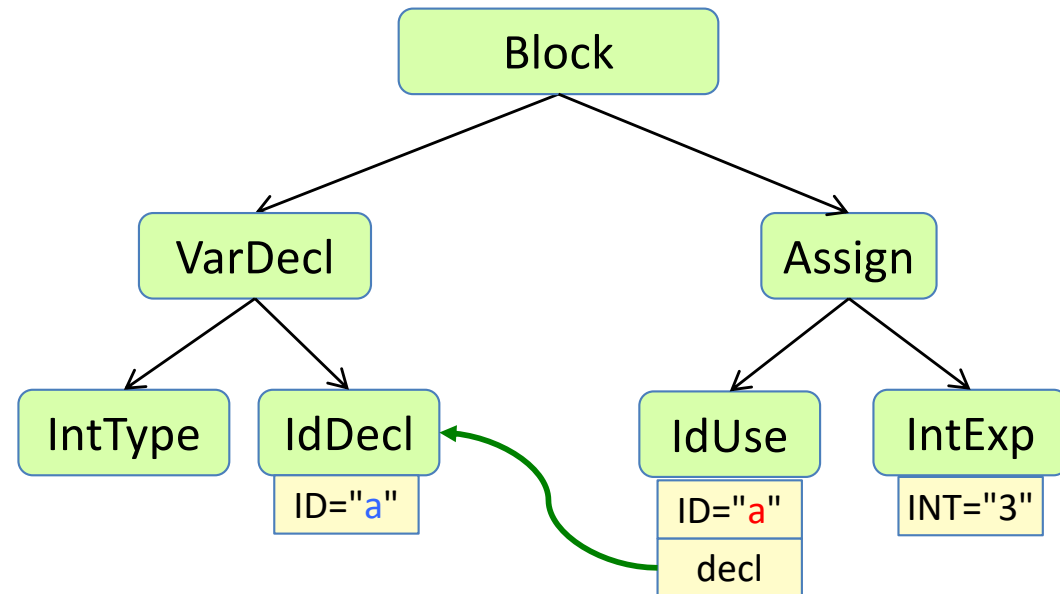 Block
VarDecl
Assign
IntType
IdDecl
IdUse
IntExp
ID="a"
ID="a"
INT="3"
decl